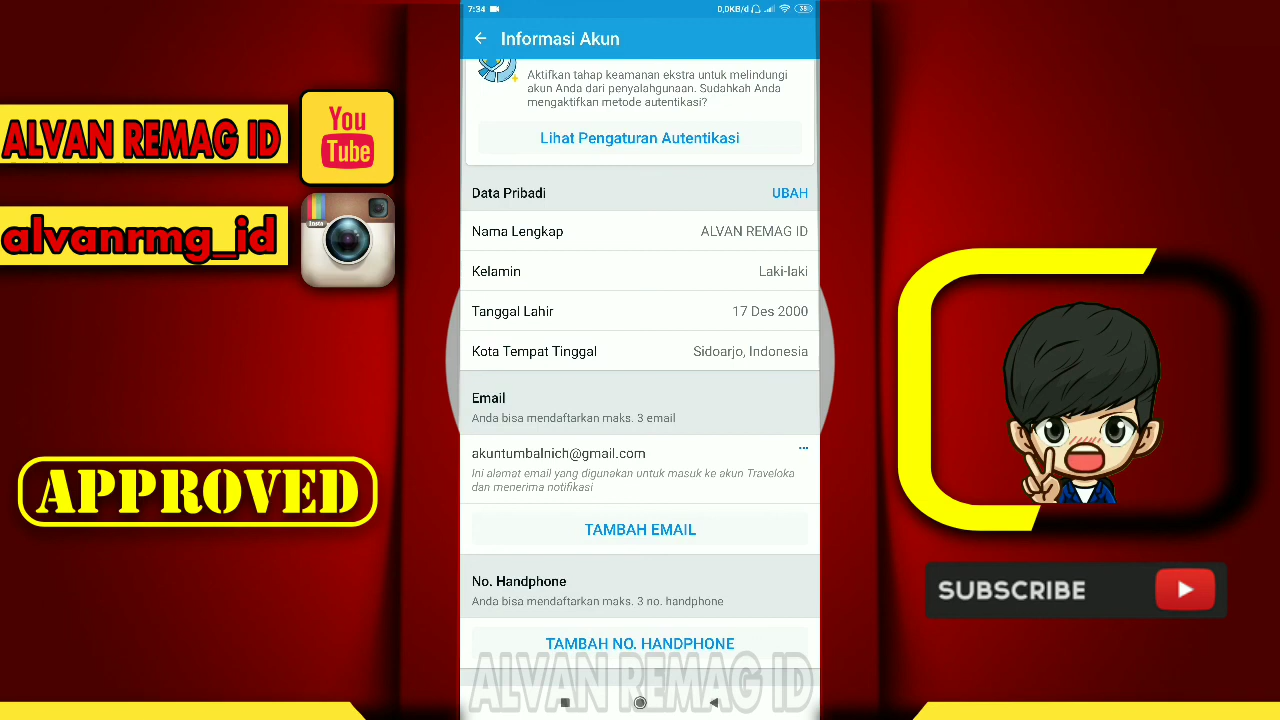 ALVAN REMAG ID
You
Tube
Insta
alvanrmg_id
APPROVED
7:34
0,0KB/d
38
Informasi Akun
Aktifkan tahap keamanan ekstra untuk melindungi
akun Anda dari penyalahgunaan. Sudahkah Anda
mengaktifkan metode autentikasi?
Lihat Pengaturan Autentikasi
Data Pribadi UBAH
Nama Lengkap ALVAN REMAG ID
Kelamin Laki-laki
Tanggal Lahir 17 Des 2000
Kota Tempat Tinggal Sidoarjo, Indonesia
Email
Anda bisa mendaftarkan maks. 3 email
akuntumbalnich@gmail.com
Ini alamat email yang digunakan untuk masuk ke akun Traveloka
dan menerima notifikasi
TAMBAH EMAIL
No. Handphone
Anda bisa mendaftarkan maks. 3 no. handphone
TAMBAH NO. HANDPHONE
ALVAN REMAG ID
SUBSCRIBE